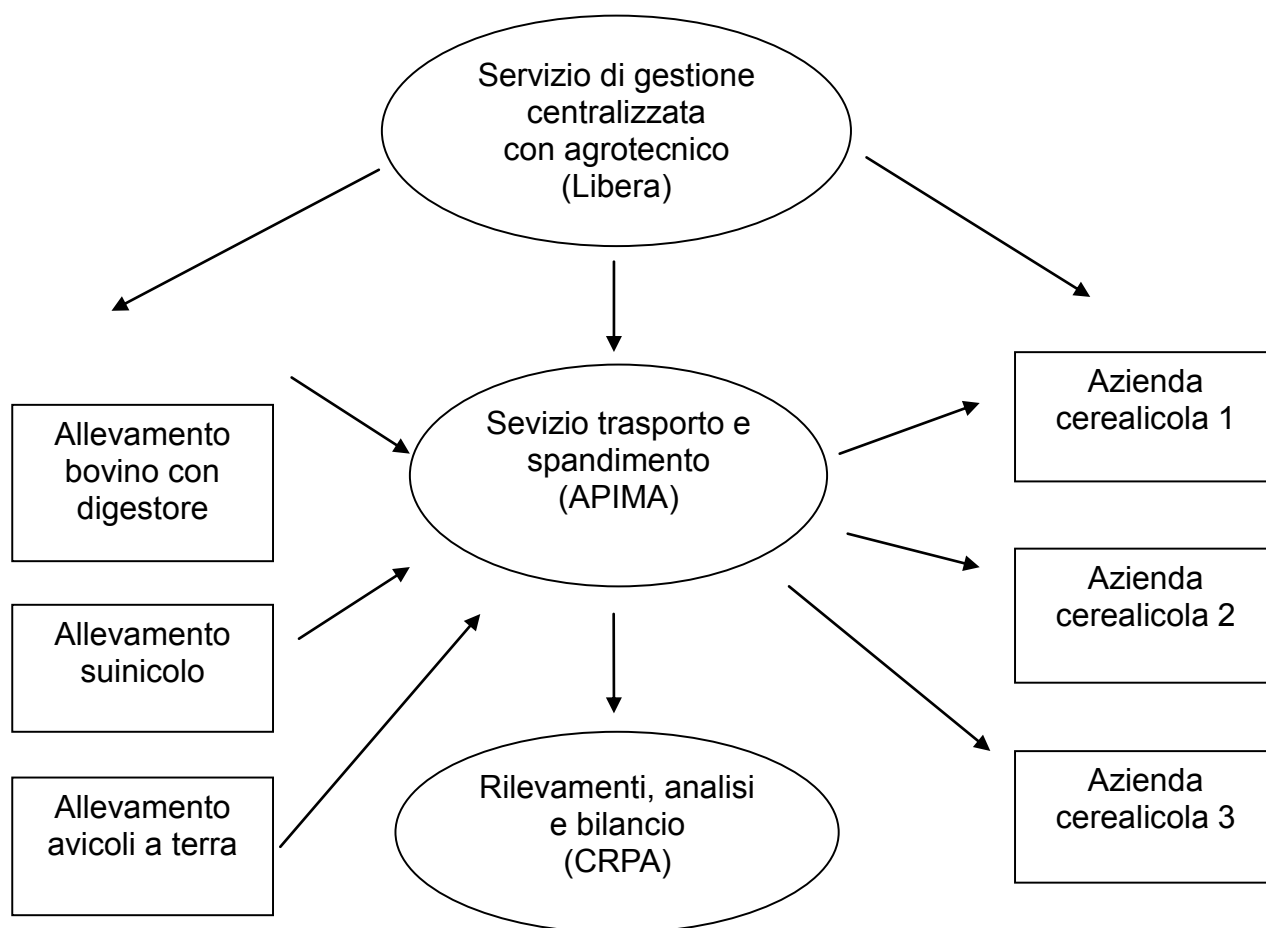 Servizio di gestione
centralizzata
con agrotecnico
(Libera)
Allevamento
bovino con
digestore
Allevamento
suinicolo
Allevamento
avicoli a terra
Sevizio trasporto e
spandimento
(APIMA)
Rilevamenti, analisi
e bilancio
(CRPA)
Azienda
cerealicola 1
Azienda
cerealicola 2
Azienda
cerealicola 3